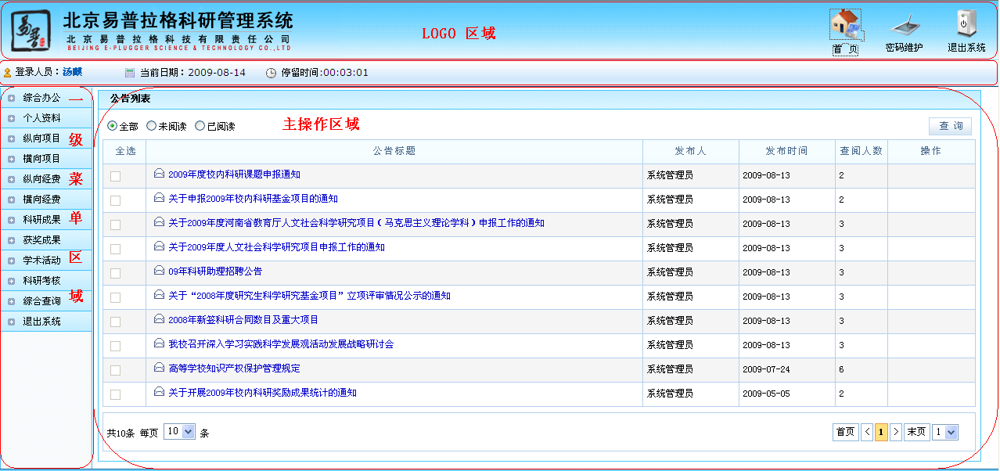 北京易普拉格科研管理系统
北京易普拉格科技有限责任公司
BEIJING E-PLUGGER SCIENCE & TECHNOLOGY CO.,LTD
易普
LOGO 区域
首 页
密码维护
退出系统
登录人员：汤麒 当前日期：2009-08-14 停留时间:00:03:01
综合办公
个人资料
纵向项目
横向项目
纵向经费
横向经费
科研成果
获奖成果
学术活动
科研考核
综合查询
退出系统
一
级
菜
单
区
域
公告列表
全部 未阅读 已阅读
主操作区域
查 询
全选 公告标题 发布人 发布时间 查阅人数 操作
2009年度校内科研课题申报通知 系统管理员 2009-08-13 2
关于申报2009年校内科研基金项目的通知 系统管理员 2009-08-13 2
关于2009年度河南省教育厅人文社会科学研究项目（马克思主义理论学科）申报工作的通知 系统管理员 2009-08-13 3
关于2009年度人文社会科学研究项目申报工作的通知 系统管理员 2009-08-13 3
09年科研助理招聘公告 系统管理员 2009-08-13 3
关于“2008年度研究生科学研究基金项目”立项评审情况公示的通知 系统管理员 2009-08-13 3
2008年新签科研合同数目及重大项目 系统管理员 2009-08-13 3
我校召开深入学习实践科学发展观活动发展战略研讨会 系统管理员 2009-08-13 3
高等学校知识产权保护管理规定 系统管理员 2009-07-24 6
关于开展2009年校内科研奖励成果统计的通知 系统管理员 2009-05-05 2
共10条 每页 10 条
首页 < 1 > 末页 1